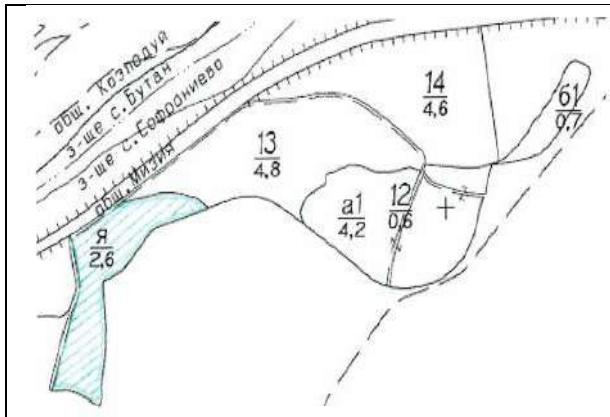 общ. Козлодуй
з-ще с. Бутан
з-ще с. Софрониево
общ. Мизия
14
4,6
б1
0,7
13
4,8
12
0,6
а1
4,2
я
2,6